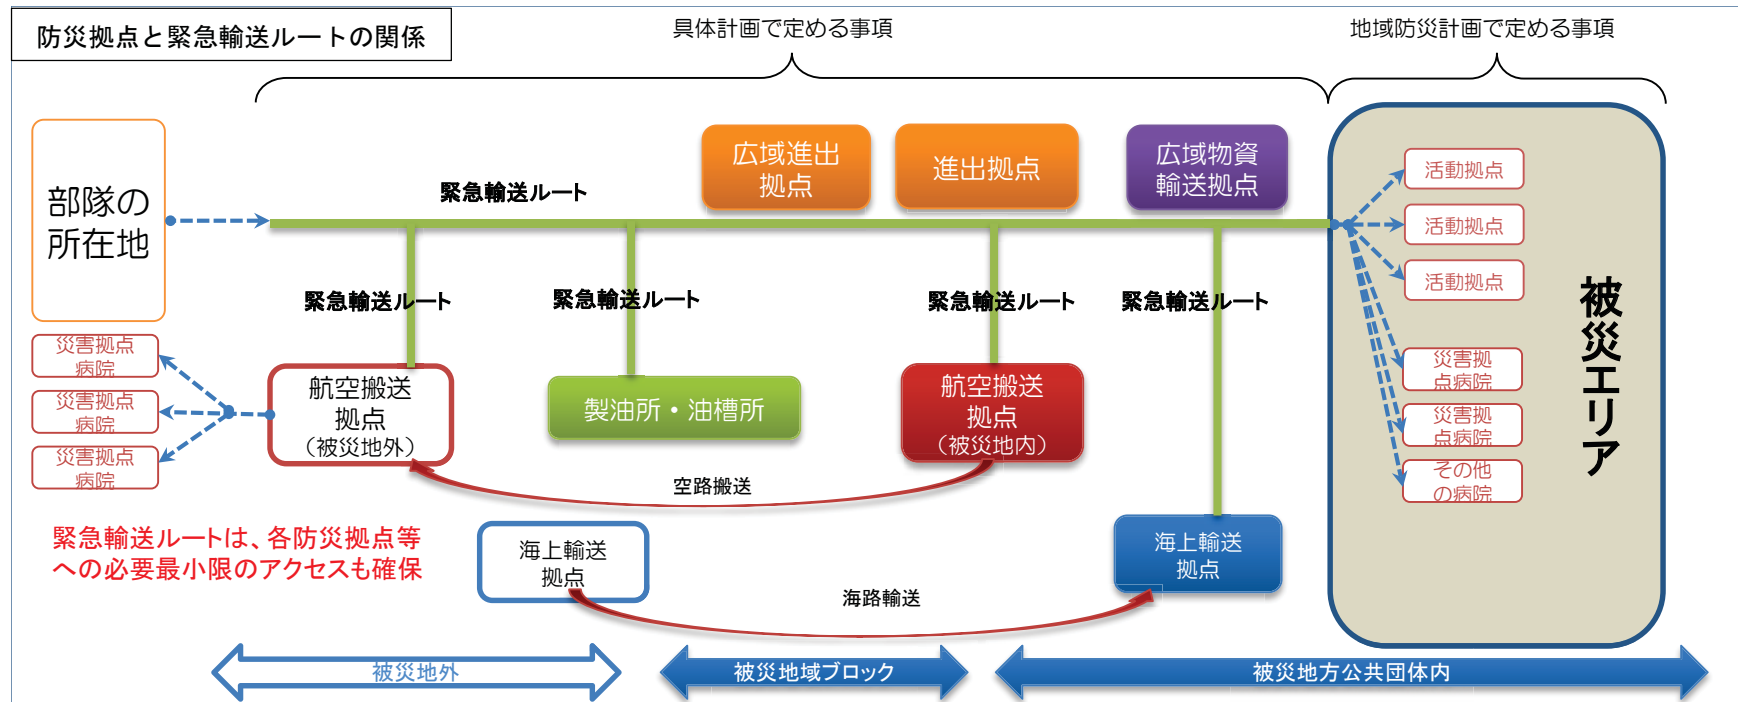 防災拠点と緊急輸送ルートの関係
具体計画で定める事項
地域防災計画で定める事項
部隊の
所在地
緊急輸送ルート
広域進出
拠点
進出拠点
広域物資
輸送拠点
活動拠点
活動拠点
活動拠点
被災エリア
緊急輸送ルート
緊急輸送ルート
緊急輸送ルート
緊急輸送ルート
災害拠点
病院
災害拠点
病院
災害拠点
病院
航空搬送
拠点
（被災地外）
製油所・油槽所
航空搬送
拠点
（被災地内）
災害拠
点病院
災害拠
点病院
その他
の病院
空路搬送
緊急輸送ルートは、各防災拠点等
への必要最小限のアクセスも確保
海上輸送
拠点
海上輸送
拠点
海路輸送
被災地外
被災地域ブロック
被災地方公共団体内